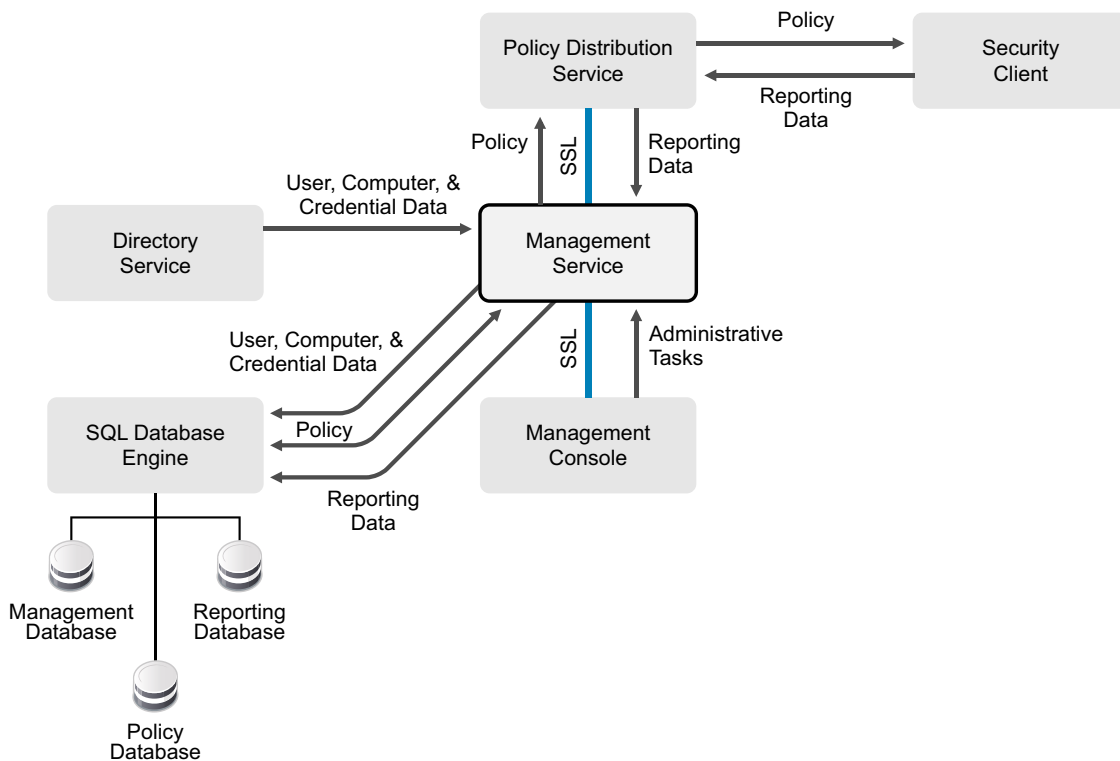 Policy
Policy Distribution
Service
Security
Client
Reporting
Data
Policy
SSL
Reporting
Data
User, Computer, &
Credential Data
Directory
Service
Management
Service
User, Computer, &
Credential Data
SSL
Administrative
Tasks
SQL Database
Engine
Policy
Management
Console
Reporting
Data
Management
Database
Reporting
Database
Policy
Database